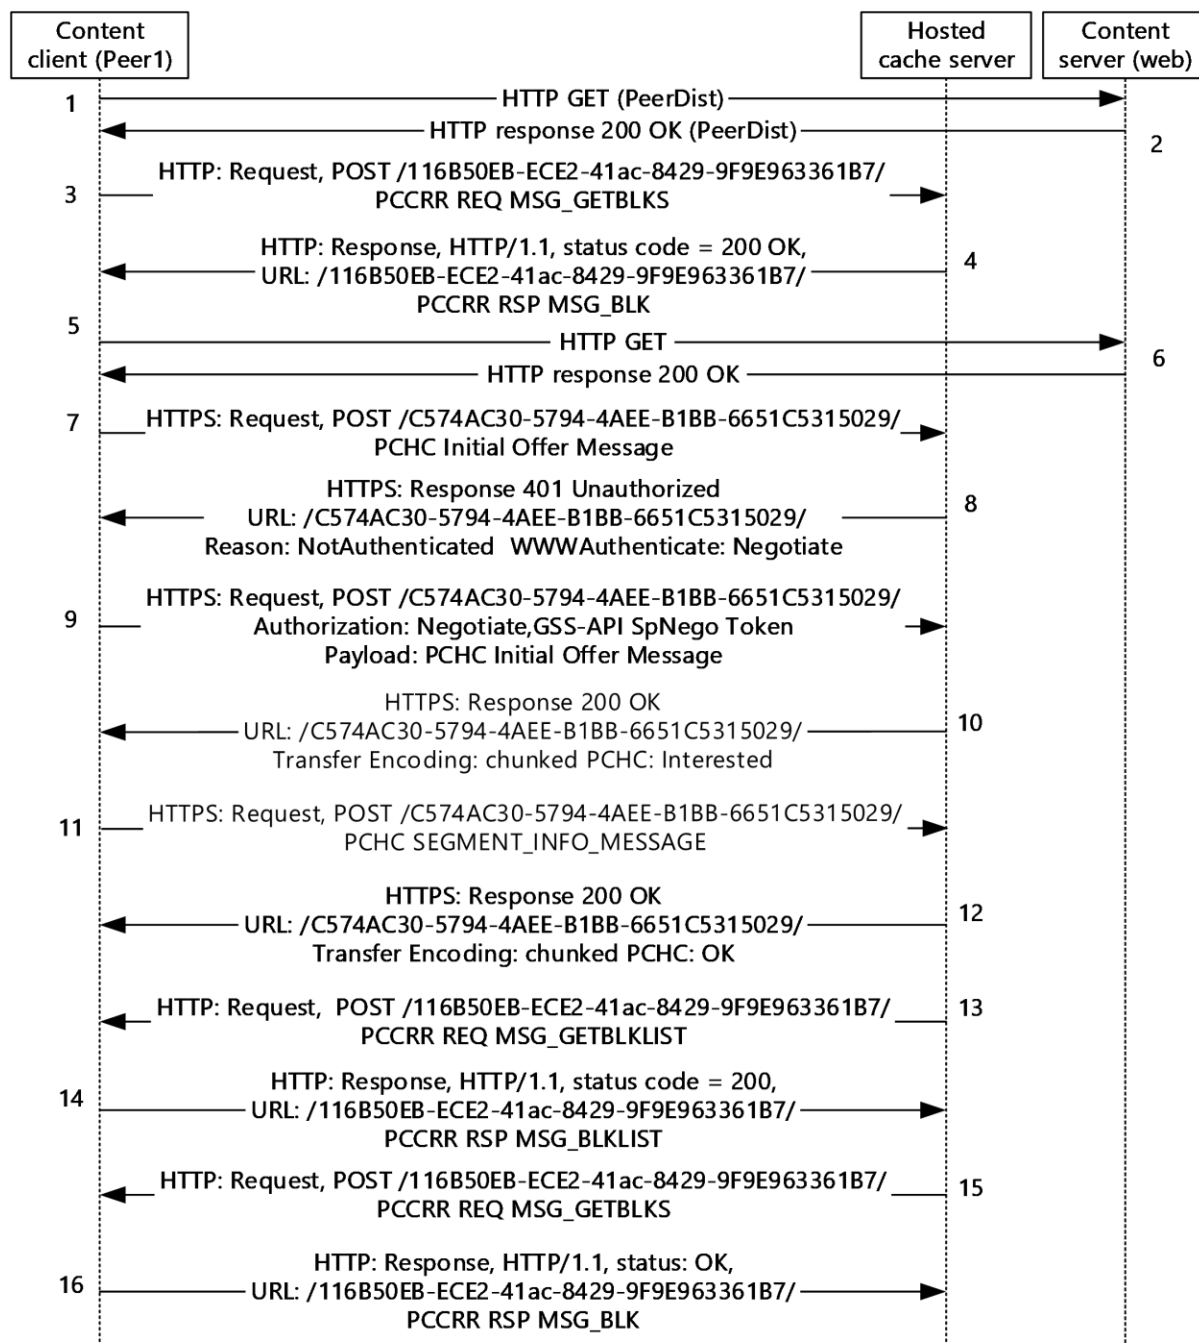 Content
client (Peer1)
Hosted
cache server
Content
server (web)
1
HTTP GET (PeerDist)
HTTP response 200 OK (PeerDist)
2
HTTP: Request, POST /116B50EB-ECE2-41ac-8429-9F9E963361B7/
3
PCCRR REQ MSG_GETBLKS
HTTP: Response, HTTP/1.1, status code = 200 OK,
4
URL: /116B50EB-ECE2-41ac-8429-9F9E963361B7/
PCCRR RSP MSG_BLK
5
HTTP GET
6
HTTP response 200 OK
7
HTTPS: Request, POST /C574AC30-5794-4AEE-B1BB-6651C5315029/
PCHC Initial Offer Message
HTTPS: Response 401 Unauthorized
8
URL: /C574AC30-5794-4AEE-B1BB-6651C5315029/
Reason: NotAuthenticated WWWAuthenticate: Negotiate
HTTPS: Request, POST /C574AC30-5794-4AEE-B1BB-6651C5315029/
9
Authorization: Negotiate,GSS-API SpNego Token
Payload: PCHC Initial Offer Message
HTTPS: Response 200 OK
10
URL: /C574AC30-5794-4AEE-B1BB-6651C5315029/
Transfer Encoding: chunked PCHC: Interested
11
HTTPS: Request, POST /C574AC30-5794-4AEE-B1BB-6651C5315029/
PCHC SEGMENT_INFO_MESSAGE
HTTPS: Response 200 OK
12
URL: /C574AC30-5794-4AEE-B1BB-6651C5315029/
Transfer Encoding: chunked PCHC: OK
HTTP: Request, POST /116B50EB-ECE2-41ac-8429-9F9E963361B7/
13
PCCRR REQ MSG_GETBLKLIST
HTTP: Response, HTTP/1.1, status code = 200,
14
URL: /116B50EB-ECE2-41ac-8429-9F9E963361B7/
PCCRR RSP MSG_BLKLIST
HTTP: Request, POST /116B50EB-ECE2-41ac-8429-9F9E963361B7/
15
PCCRR REQ MSG_GETBLKS
HTTP: Response, HTTP/1.1, status: OK,
16
URL: /116B50EB-ECE2-41ac-8429-9F9E963361B7/
PCCRR RSP MSG_BLK